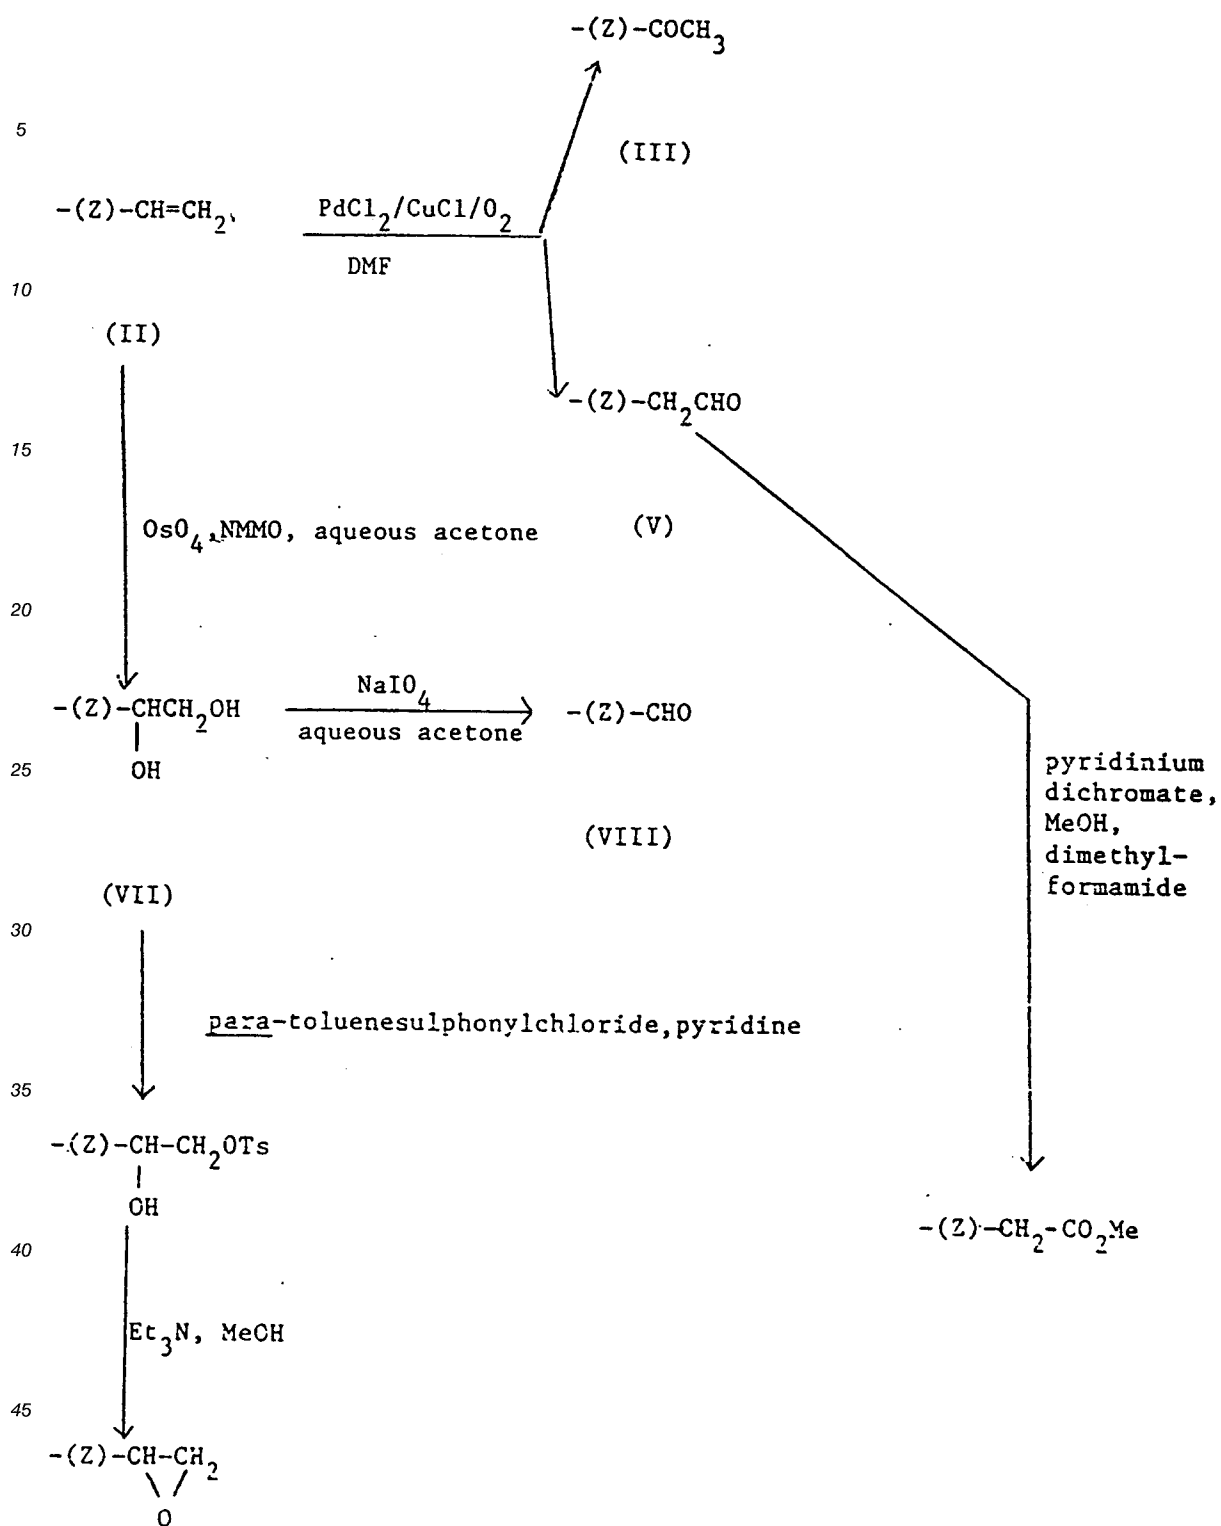 -(Z)-COCH3
5
(III)
-(Z)-CH=CH2
PdCl2/CuCl/O2
DMF
10
(II)
-(Z)-CH2CHO
15
OsO4,NMMO, aqueous acetone
(V)
20
-(Z)-CHCH2OH
OH
NaIO4
aqueous acetone
-(Z)-CHO
25
pyridinium
dichromate,
MeOH,
dimethyl-
formamide
(VIII)
(VII)
30
para-toluenesulphonylchloride,pyridine
35
-(Z)-CH-CH2OTs
OH
-(Z)-CH2-CO2Me
40
Et3N, MeOH
45
-(Z)-CH-CH2
O